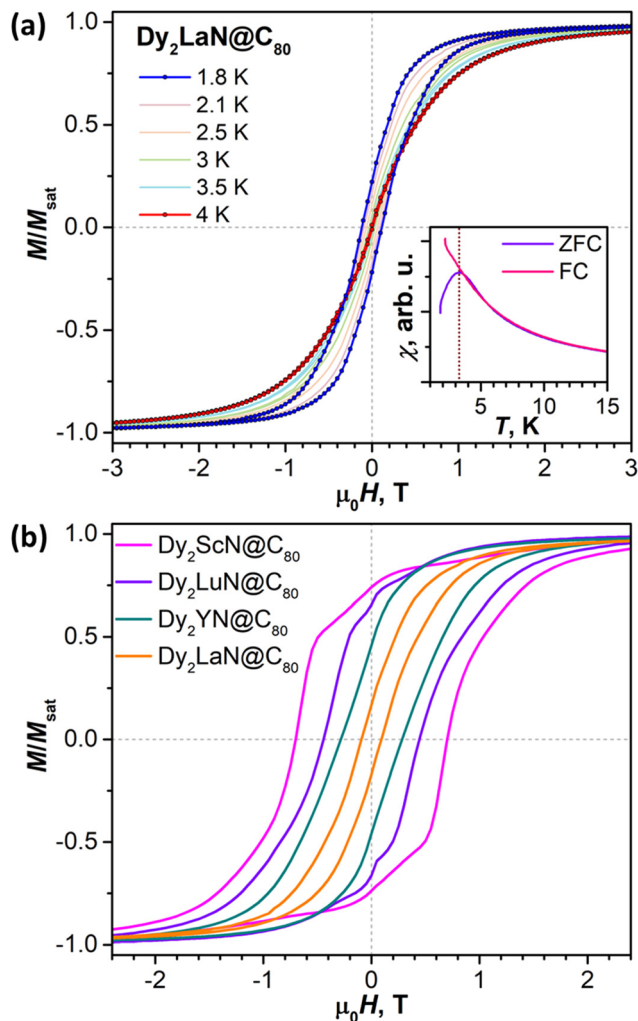 (a)
Dy₂LaN@C₈₀
1.8 K
2.1 K
2.5 K
3 K
3.5 K
4 K
M/Msat
1.0
0.5
0.0
-0.5
-1.0
ZFC
FC
χ, arb. u.
5 10 15
T, K
-3 -2 -1 0 1 2 3
μ₀H, T
(b)
Dy₂ScN@C₈₀
Dy₂LuN@C₈₀
Dy₂YN@C₈₀
Dy₂LaN@C₈₀
M/Msat
1.0
0.5
0.0
-0.5
-1.0
-2 -1 0 1 2
μ₀H, T